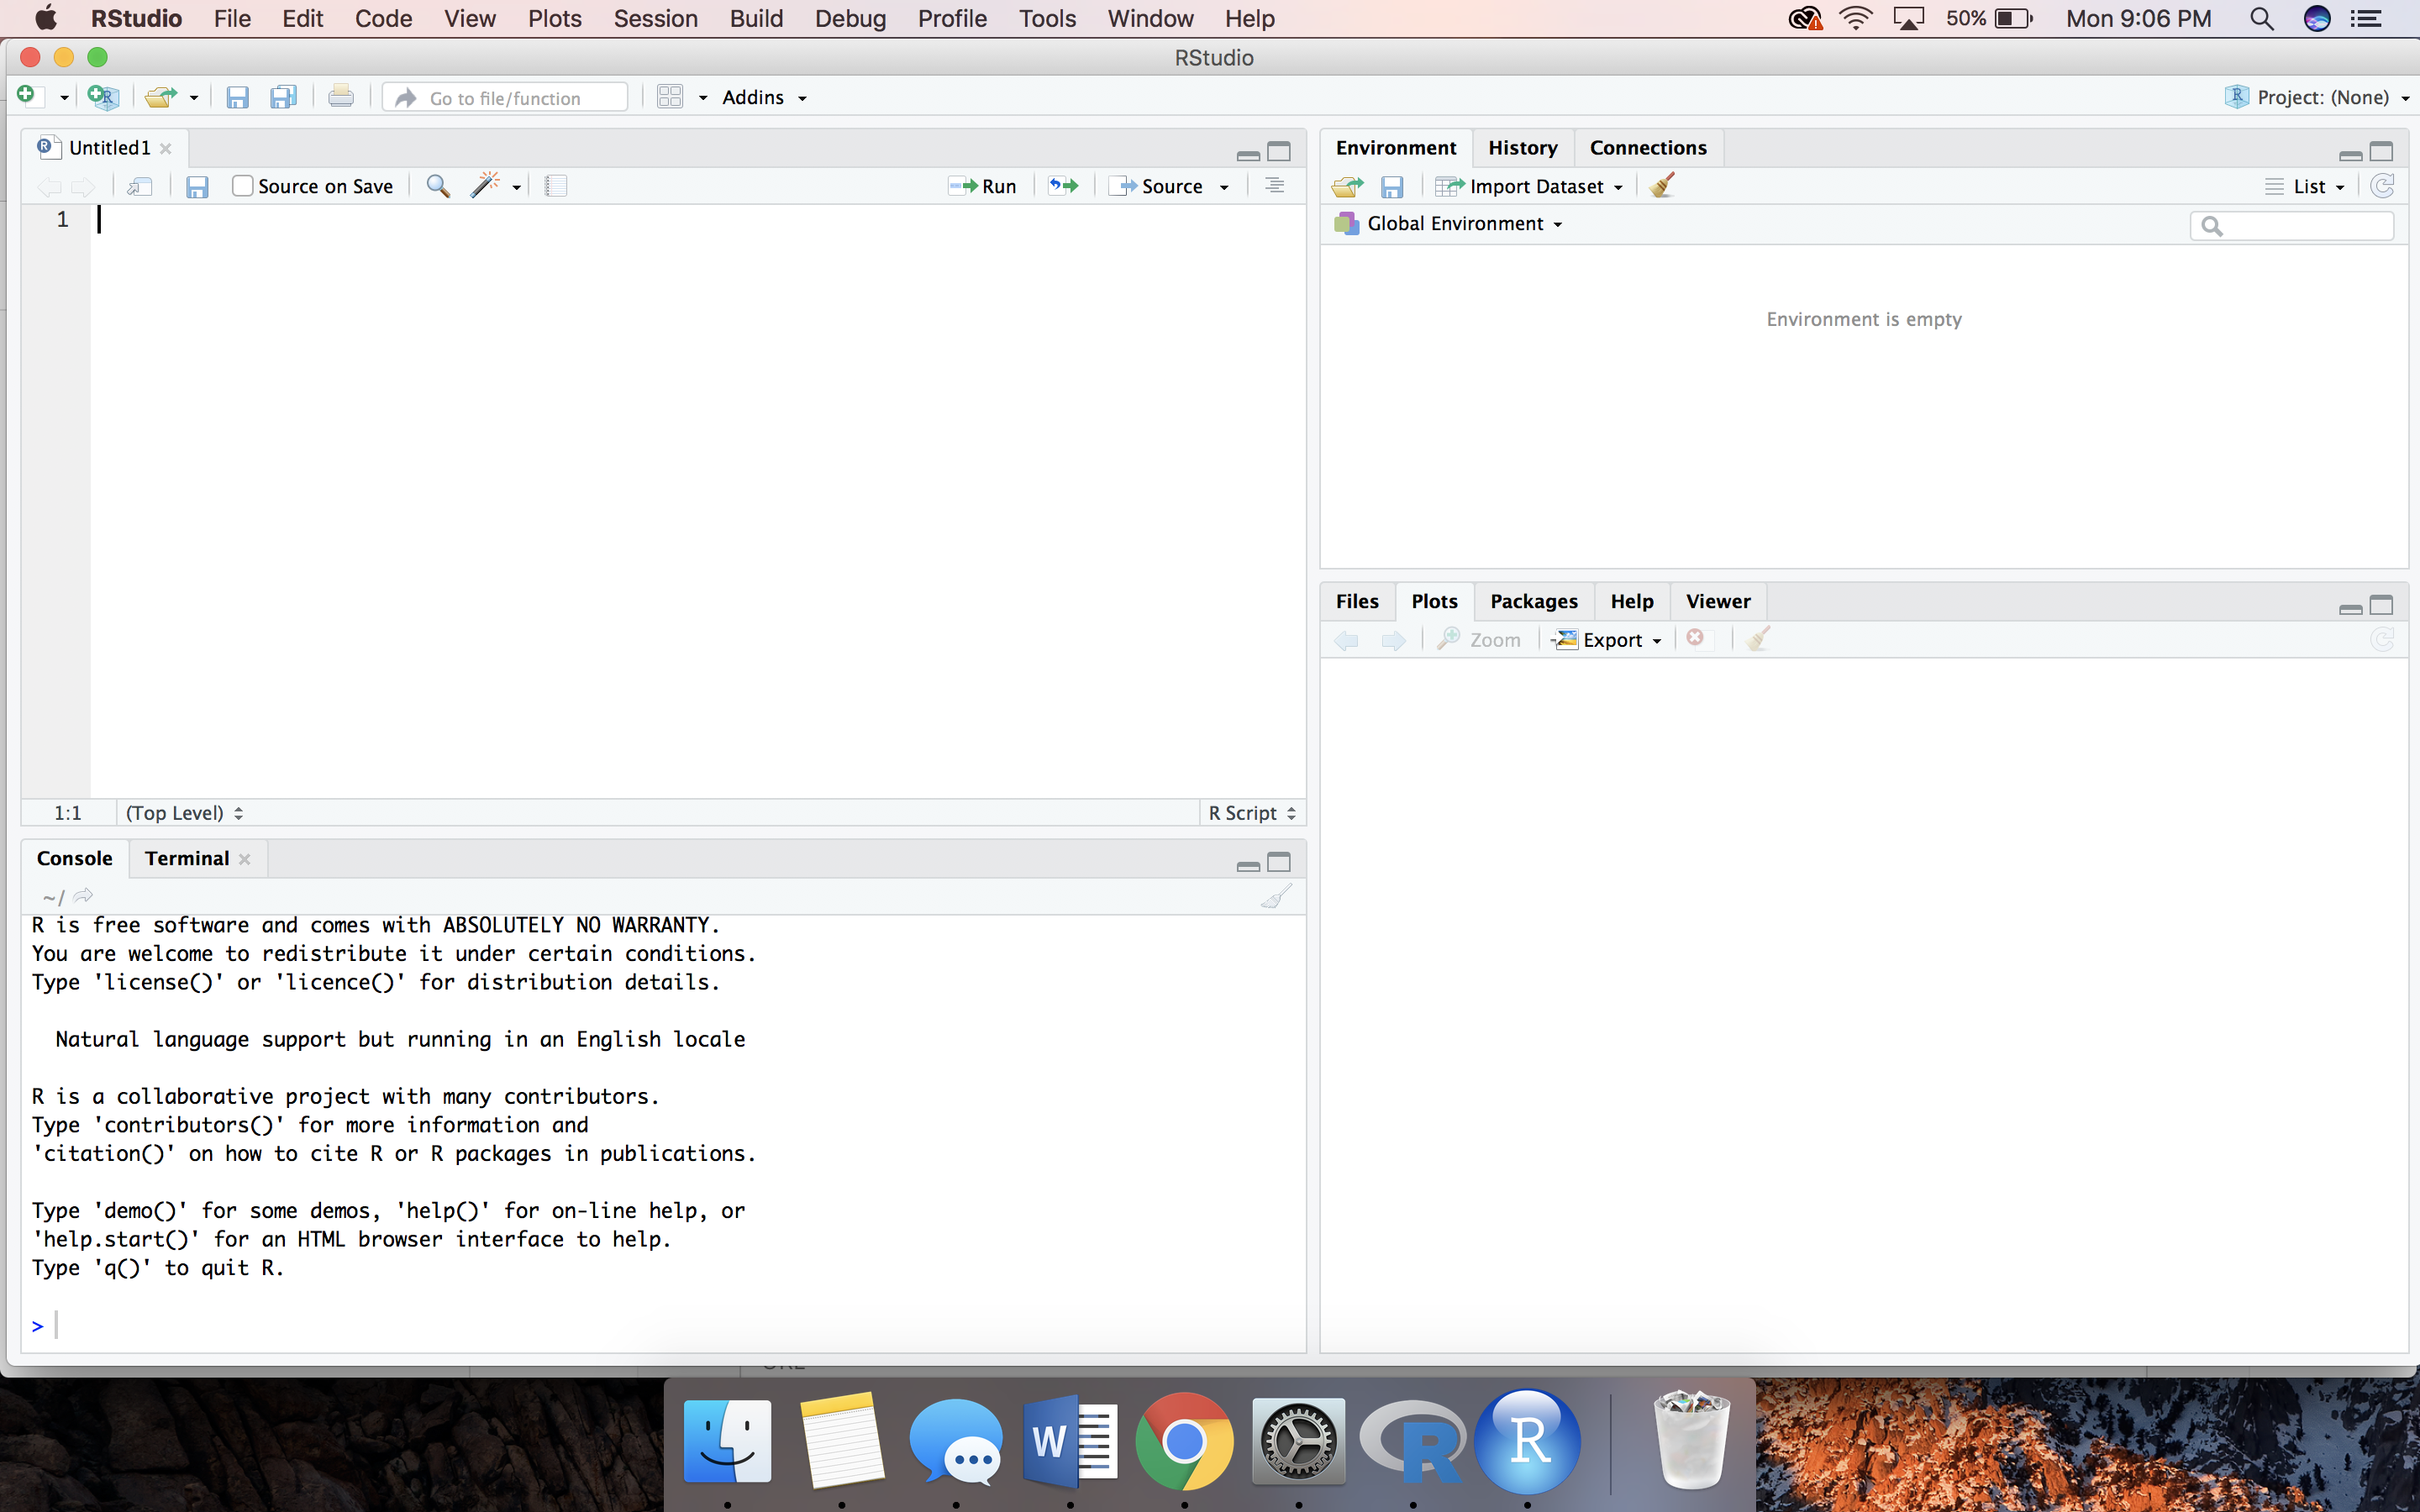 RStudio File Edit Code View Plots Session Build Debug Profile Tools Window Help 50% Mon 9:06 PM
RStudio
Go to file/function Addins Project: (None)
Untitled1
Source on Save Run Source
1
1:1 (Top Level) R Script
Console Terminal
~/
R is free software and comes with ABSOLUTELY NO WARRANTY.
You are welcome to redistribute it under certain conditions.
Type 'license()' or 'licence()' for distribution details.
Natural language support but running in an English locale
R is a collaborative project with many contributors.
Type 'contributors()' for more information and
'citation()' on how to cite R or R packages in publications.
Type 'demo()' for some demos, 'help()' for on-line help, or
'help.start()' for an HTML browser interface to help.
Type 'q()' to quit R.
>
Environment History Connections
Import Dataset List
Global Environment
Environment is empty
Files Plots Packages Help Viewer
Zoom Export
W R R